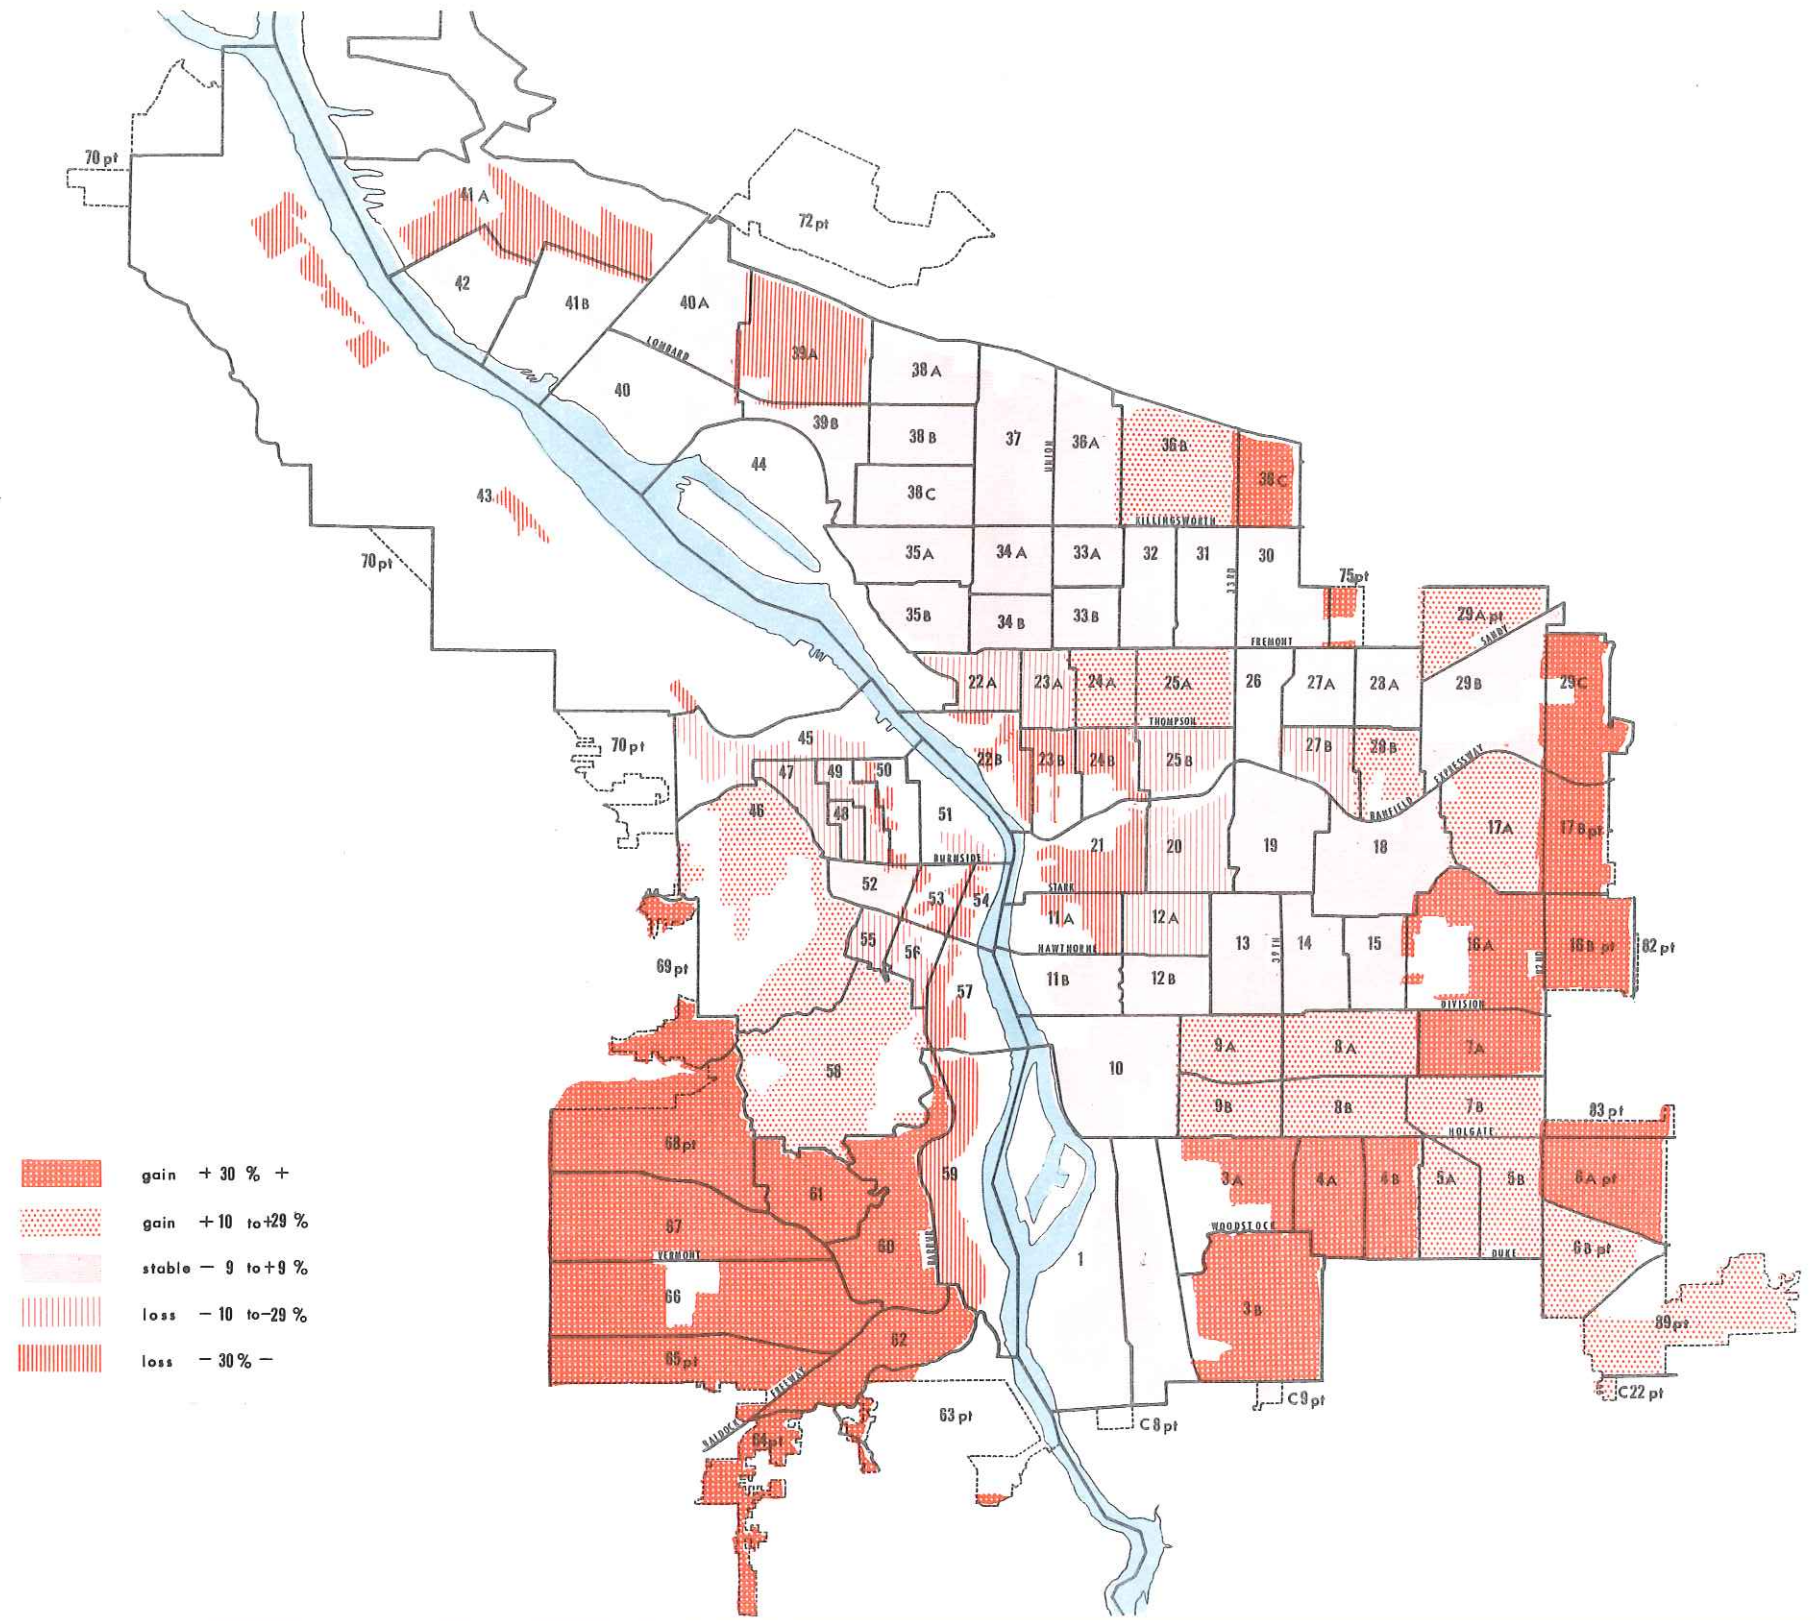 70 pt
41 A
72 pt
42
41 B
40 A
LOMBARD
39A
38 A
40
39 B
38 B
37
UNION
36 A
36 B
36 C
44
38 C
43
KILLINGSWORTH
35 A
34 A
33 A
32
31
33 RD
30
70 pt
75 pt
35 B
34 B
33 B
29 A pt
SANDY
FREMONT
22 A
23 A
24 A
25 A
26
27 A
28 A
29 B
29 C
THOMPSON
70 pt
45
22 B
23 B
24 B
25 B
27 B
28 B
EXPRESSWAY
47
49
50
BANFIELD
46
48
51
21
20
19
18
17 A
17 B pt
BURNSIDE
52
53
54
STARK
11 A
12 A
13
39 TH
14
15
16 A
82 ND
16 B pt
82 pt
55
56
HAWTHORNE
69 pt
57
11 B
12 B
DIVISION
58
10
9 A
8 A
7 A
9 B
8 B
7 B
83 pt
HOLGATE
68 pt
59
3 A
4 A
4 B
5 A
5 B
6 A pt
gain + 30 % +
61
67
60
BARBUR
WOODSTOCK
gain + 10 to +29 %
VERMONT
1
DUKE
6 B pt
stable - 9 to +9 %
66
3 B
loss - 10 to -29 %
62
89 pt
loss - 30 % -
65 pt
FREEWAY
BALDOCK
64 pt
63 pt
C8 pt
C9 pt
C22 pt